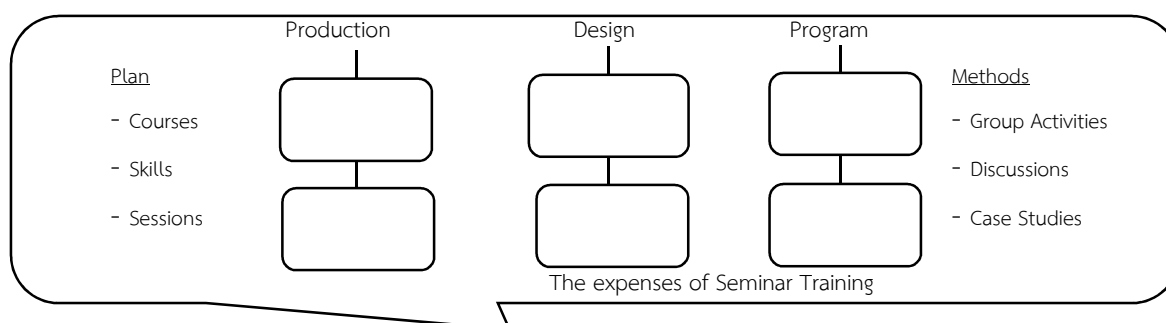 Production Design Program
Plan
- Courses
- Skills
- Sessions
Methods
- Group Activities
- Discussions
- Case Studies
The expenses of Seminar Training